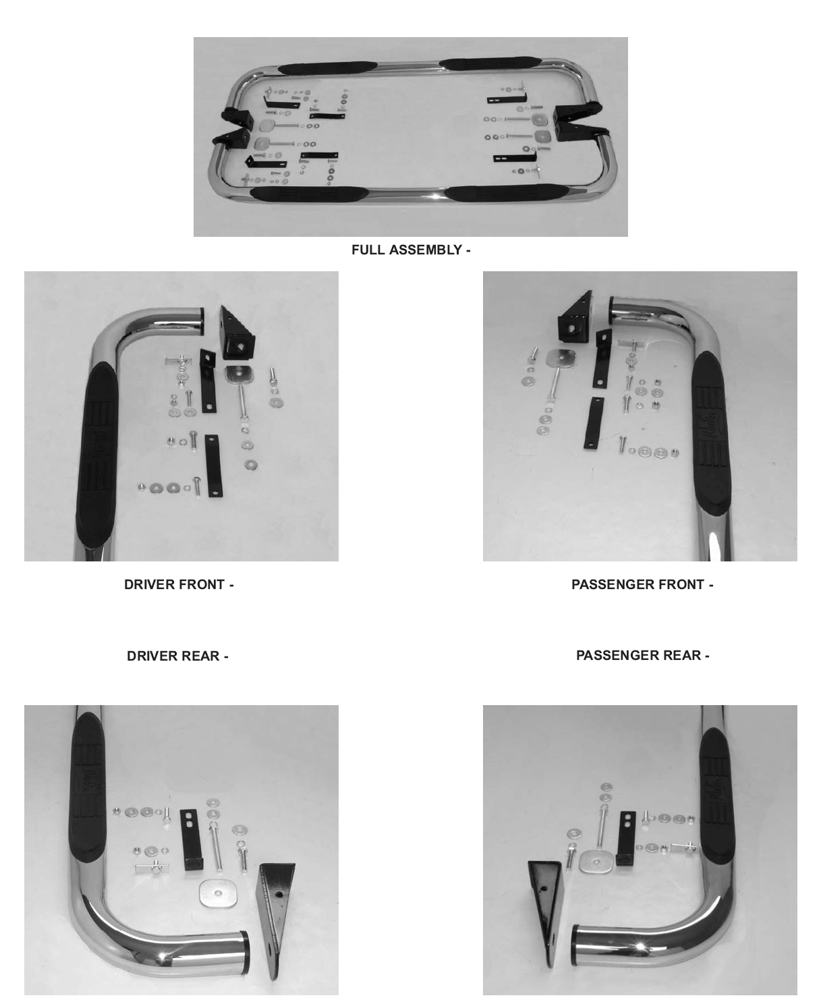 FULL ASSEMBLY -
DRIVER FRONT -
PASSENGER FRONT -
DRIVER REAR -
PASSENGER REAR -